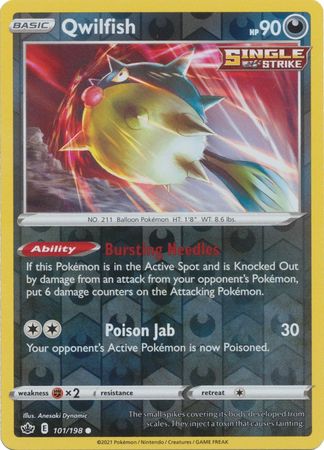 BASIC
Qwilfish
HP 90
SINGLE
STRIKE
NO. 211 Balloon Pokémon HT: 1'8" WT: 8.6 lbs.
Ability Bursting Needles
If this Pokémon is in the Active Spot and is Knocked Out
by damage from an attack from your opponent's Pokémon,
put 6 damage counters on the Attacking Pokémon.
Poison Jab 30
Your opponent's Active Pokémon is now Poisoned.
weakness ×2 resistance retreat
Illus. Anesaki Dynamic
E 101/198
The small spikes covering its body developed from
scales. They inject a toxin that causes fainting.
©2021 Pokémon / Nintendo / Creatures / GAME FREAK